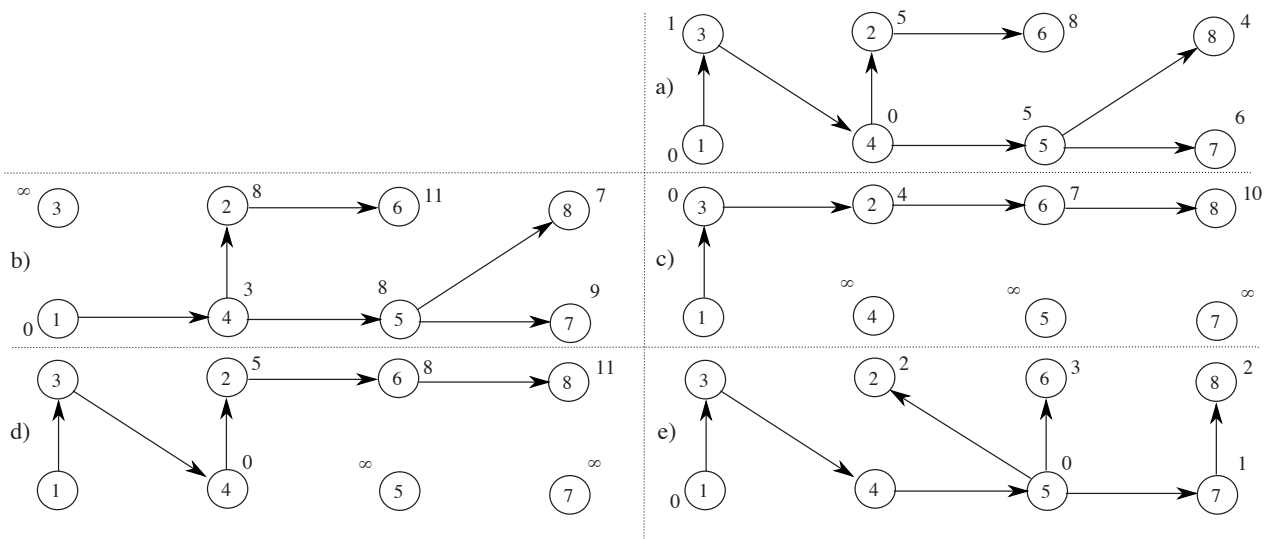 1 3 5 2 6 8 8 4
a)
0 5 6
0 1 4 5 7
∞ 3 2 8 6 11 8 7
0 3 2 4 6 7 8 10
b)
c)
3 8 9
0 1 4 5 7
∞ ∞ ∞
1 4 5 7
3 2 5 6 8 8 11
3 2 2 6 3 8 2
d)
e)
0 ∞ ∞
1 4 5 7
0 1
0 1 4 5 7